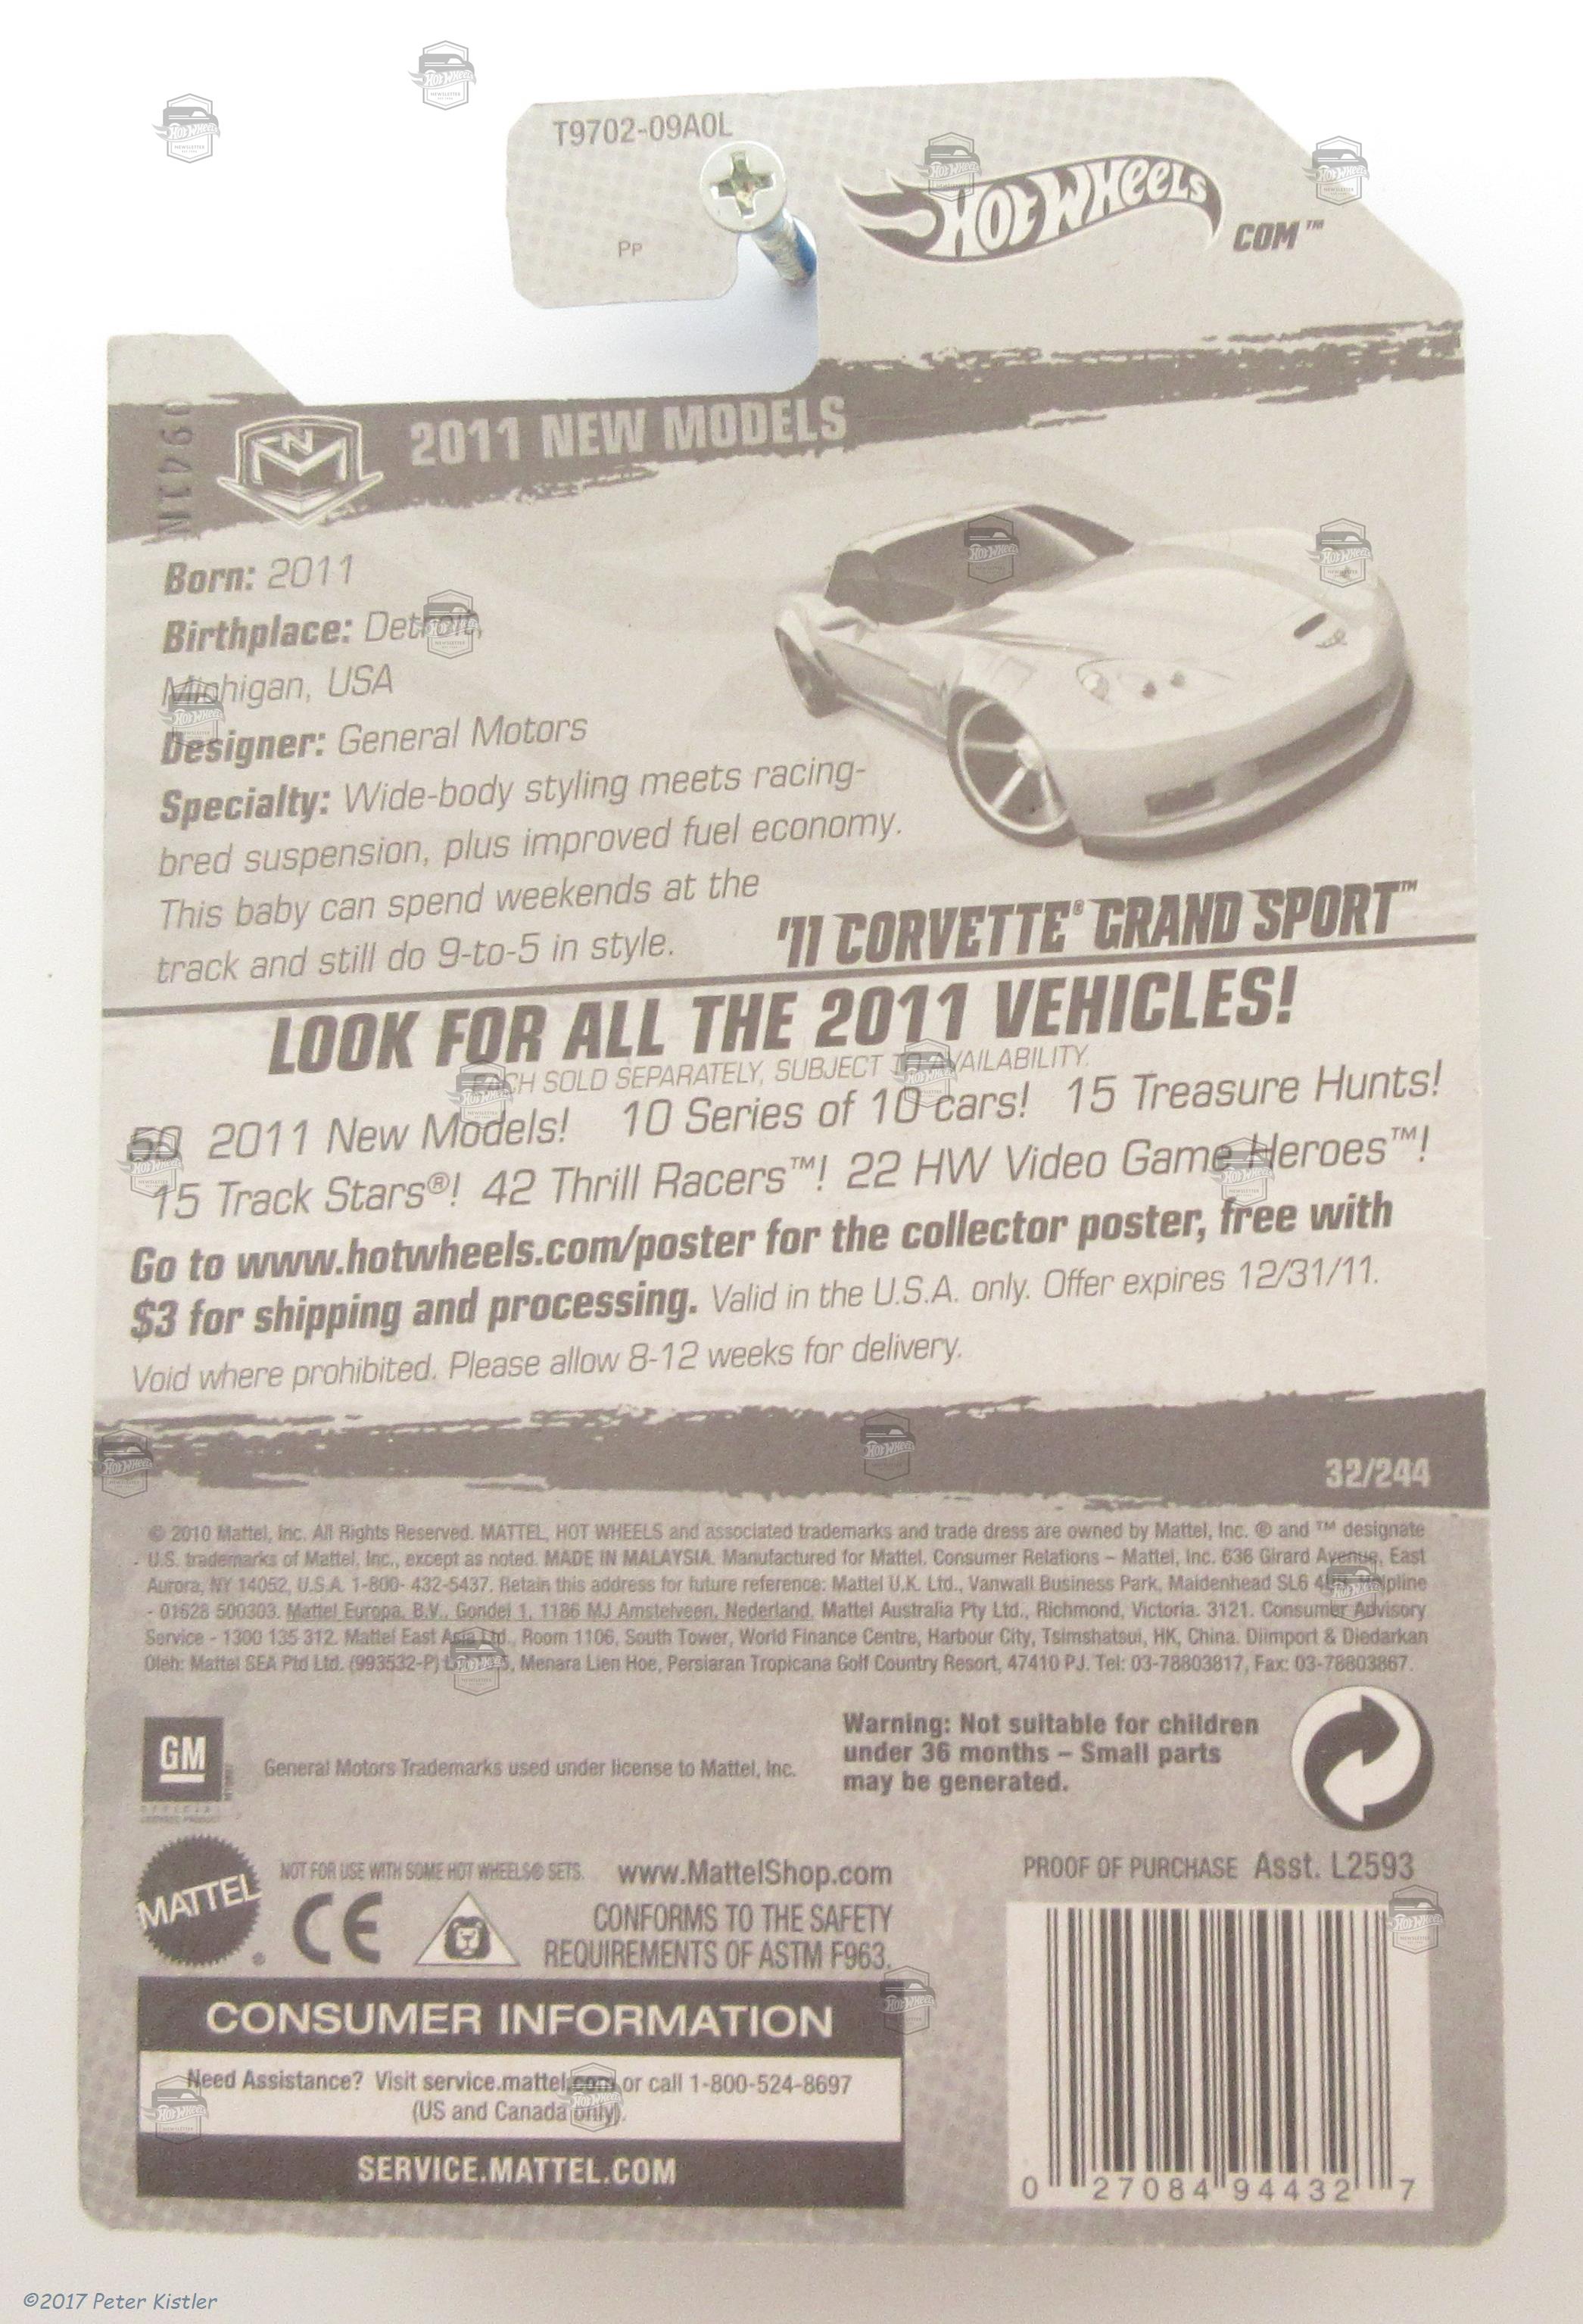 T9702-09A0L
Pp
Hot Wheels
COM™
2011 NEW MODELS
Born: 2011
Birthplace: Detroit,
Michigan, USA
Designer: General Motors
Specialty: Wide-body styling meets racing-
bred suspension, plus improved fuel economy.
This baby can spend weekends at the
track and still do 9-to-5 in style.
'11 CORVETTE® GRAND SPORT™
LOOK FOR ALL THE 2011 VEHICLES!
EACH SOLD SEPARATELY, SUBJECT TO AVAILABILITY.
50 2011 New Models! 10 Series of 10 cars! 15 Treasure Hunts!
15 Track Stars®! 42 Thrill Racers™! 22 HW Video Game Heroes™!
Go to www.hotwheels.com/poster for the collector poster, free with
$3 for shipping and processing. Valid in the U.S.A. only. Offer expires 12/31/11.
Void where prohibited. Please allow 8-12 weeks for delivery.
32/244
© 2010 Mattel, Inc. All Rights Reserved. MATTEL, HOT WHEELS and associated trademarks and trade dress are owned by Mattel, Inc. ® and ™ designate
U.S. trademarks of Mattel, Inc., except as noted. MADE IN MALAYSIA. Manufactured for Mattel. Consumer Relations – Mattel, Inc. 636 Girard Avenue, East
Aurora, NY 14052, U.S.A. 1-800- 432-5437. Retain this address for future reference: Mattel U.K. Ltd., Vanwall Business Park, Maidenhead SL6 Helpline
- 01628 500303. Mattel Europa, B.V., Gondel 1, 1186 MJ Amstelveen, Nederland. Mattel Australia Pty Ltd., Richmond, Victoria. 3121. Consumer Advisory
Service - 1300 135 312. Mattel East Asia Ltd., Room 1106, South Tower, World Finance Centre, Harbour City, Tsimshatsui, HK, China. Diimport & Diedarkan
Oleh: Mattel SEA Ptd Ltd. (993532-P) Menara Lien Hoe, Persiaran Tropicana Golf Country Resort, 47410 PJ. Tel: 03-78803817, Fax: 03-78803867.
GM
OFFICIAL
LICENSED PRODUCT
General Motors Trademarks used under license to Mattel, Inc.
Warning: Not suitable for children
under 36 months – Small parts
may be generated.
MATTEL®
NOT FOR USE WITH SOME HOT WHEELS® SETS.
www.MattelShop.com
CE
CONFORMS TO THE SAFETY
REQUIREMENTS OF ASTM F963.
PROOF OF PURCHASE Asst. L2593
CONSUMER INFORMATION
Need Assistance? Visit service.mattel.com or call 1-800-524-8697
(US and Canada only).
SERVICE.MATTEL.COM
0 27084 94432 7
©2017 Peter Kistler